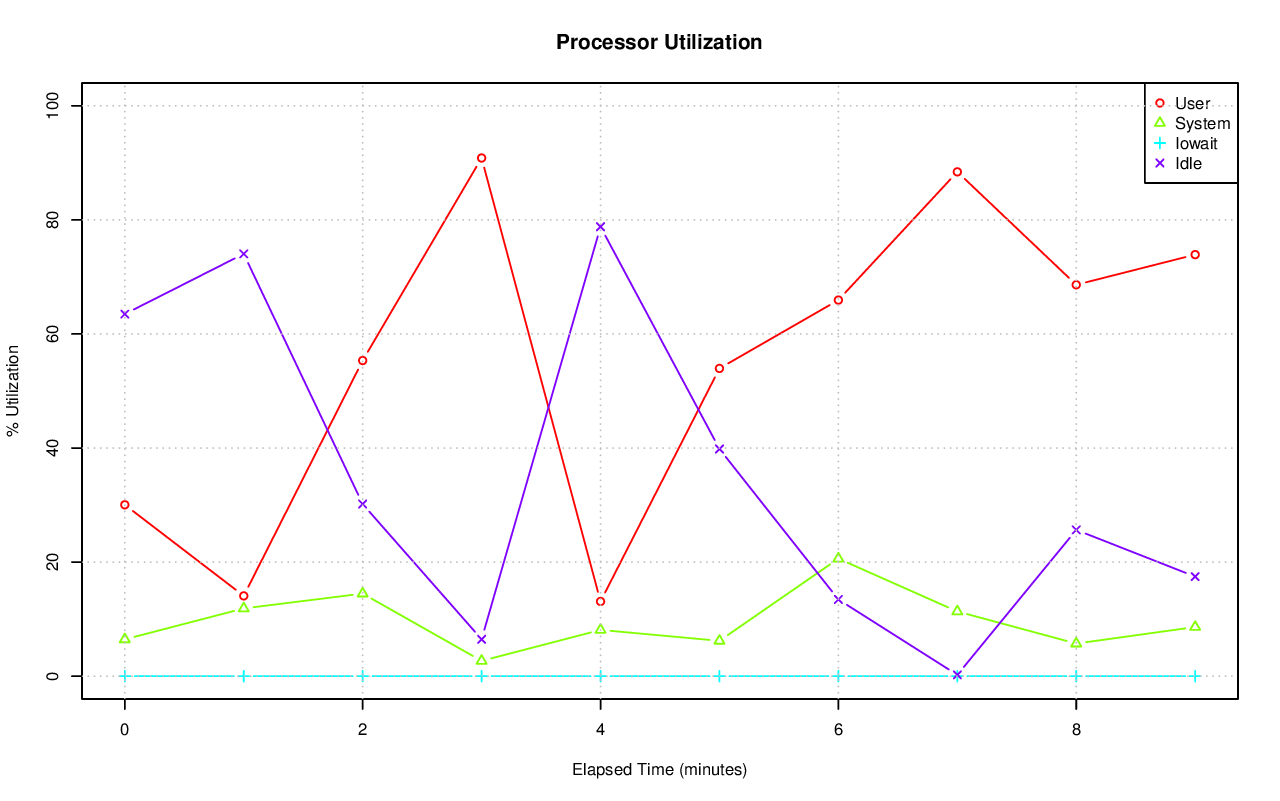 Processor Utilization
User
System
Iowait
Idle
100
80
60
40
20
0
% Utilization
0 2 4 6 8
Elapsed Time (minutes)